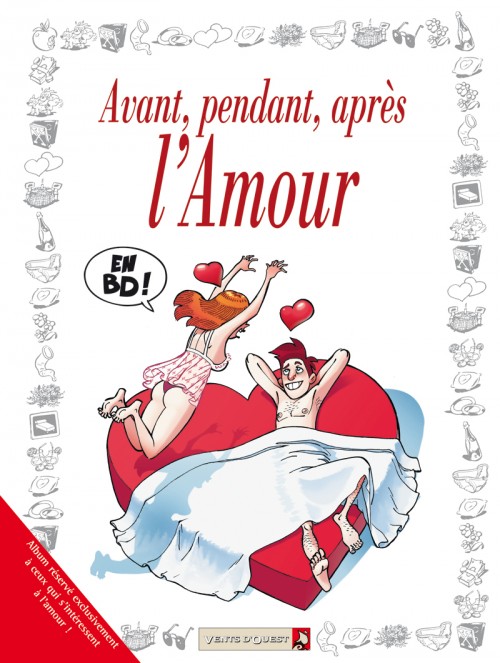 Avant, pendant, après
l'Amour
EN
BD !
Album réservé exclusivement
à ceux qui s'intéressent
à l'amour !
VENTS D'OUEST